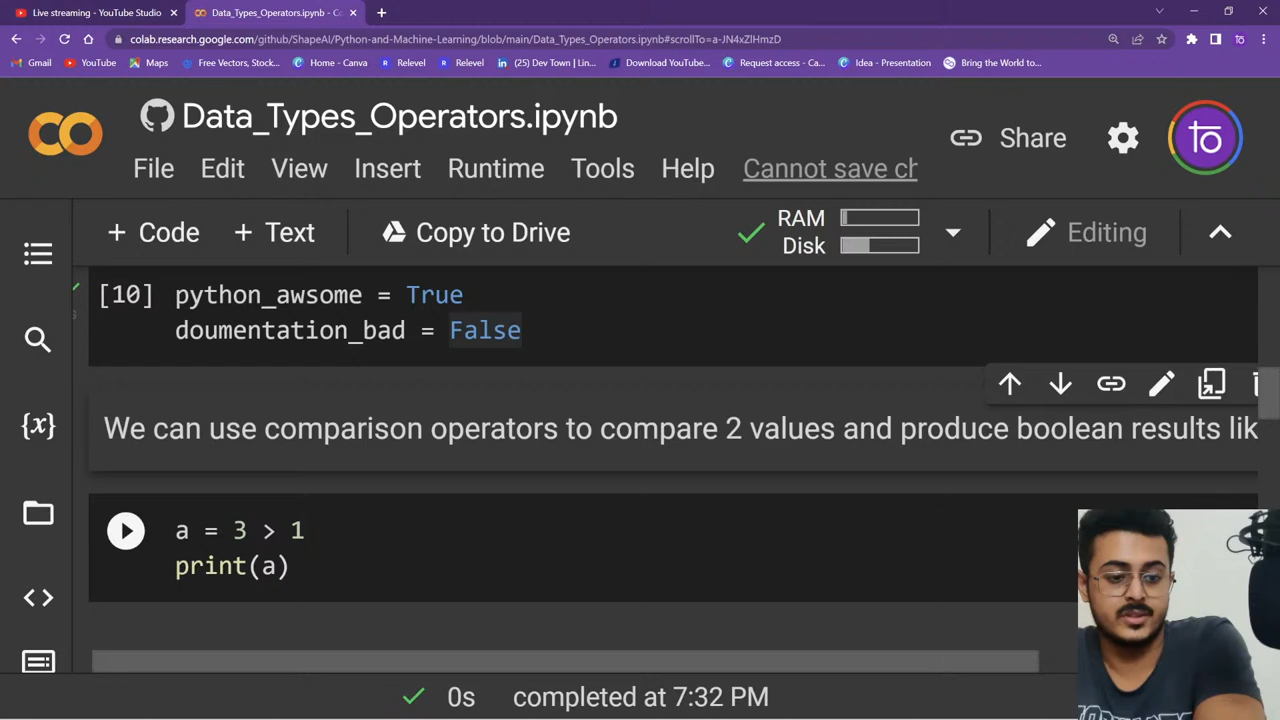 Live streaming - YouTube Studio
Data_Types_Operators.ipynb - Co
colab.research.google.com/github/ShapeAI/Python-and-Machine-Learning/blob/main/Data_Types_Operators.ipynb#scrollTo=a-JN4xZlHmzD
Gmail YouTube Maps Free Vectors, Stock... Home - Canva Relevel Relevel (25) Dev Town | Lin... Download YouTube... Request access - Ca... Idea - Presentation Bring the World to...
Data_Types_Operators.ipynb
Share
File Edit View Insert Runtime Tools Help Cannot save ch
+ Code + Text Copy to Drive RAM Disk Editing
[10] python_awsome = True
doumentation_bad = False
We can use comparison operators to compare 2 values and produce boolean results lik
a = 3 > 1
print(a)
0s completed at 7:32 PM